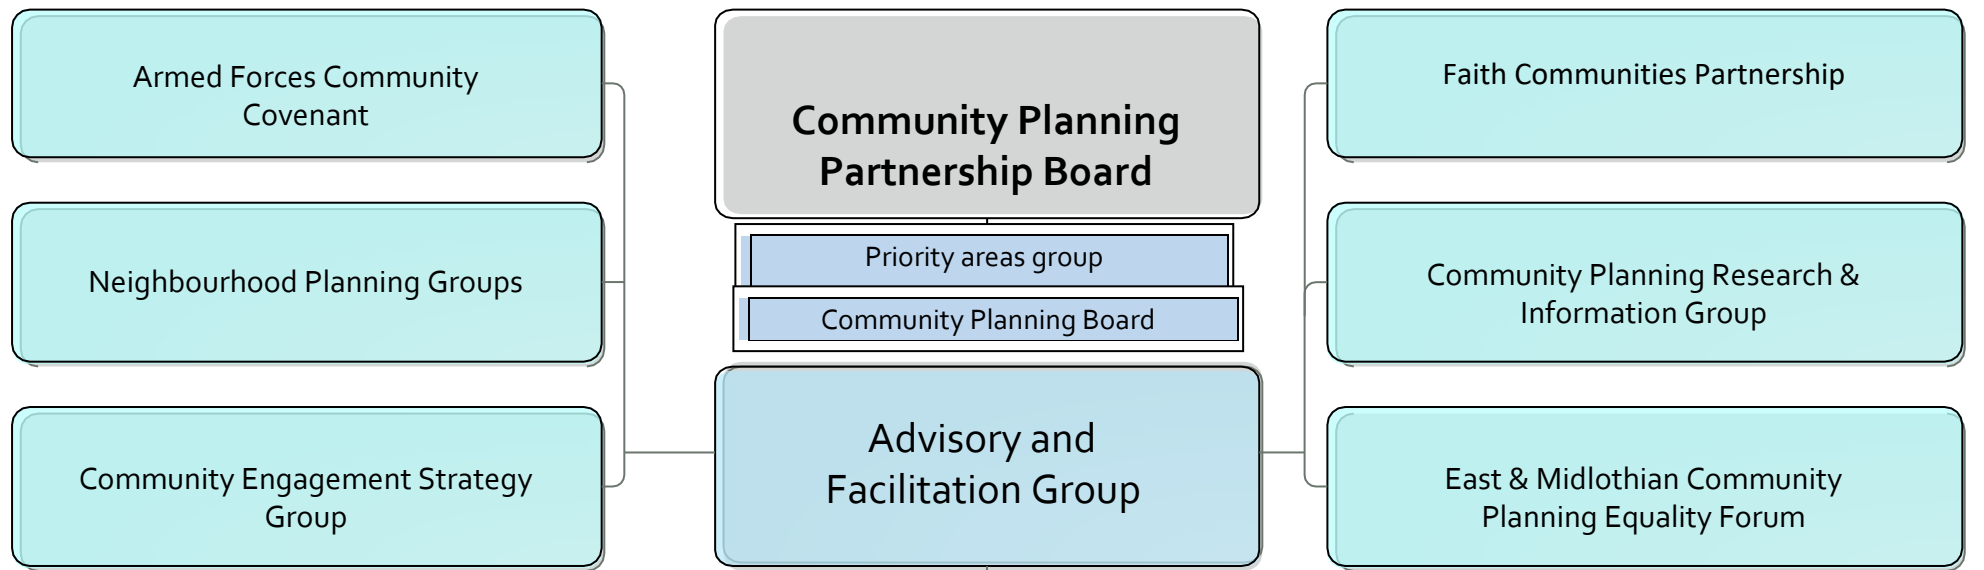 Armed Forces Community
Covenant
Neighbourhood Planning Groups
Community Engagement Strategy
Group
Community Planning
Partnership Board
Priority areas group
Community Planning Board
Advisory and
Facilitation Group
Faith Communities Partnership
Community Planning Research &
Information Group
East & Midlothian Community
Planning Equality Forum